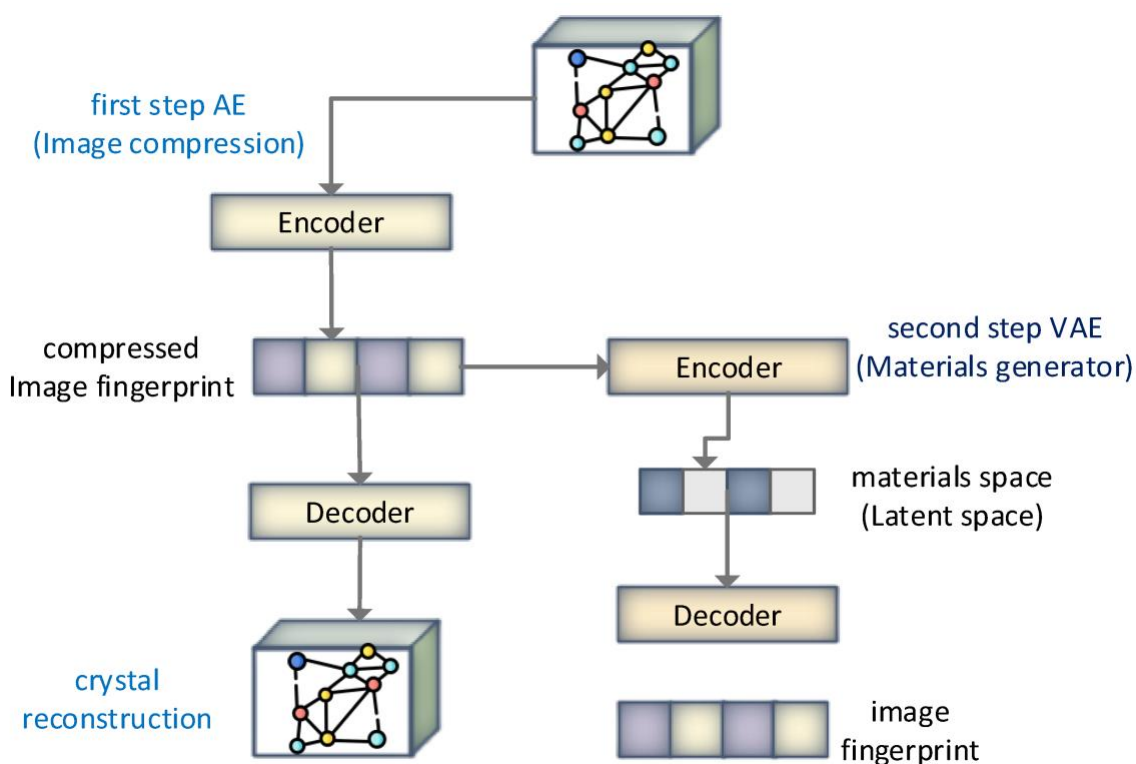 first step AE
(Image compression)
Encoder
compressed
Image fingerprint
Encoder
second step VAE
(Materials generator)
Decoder
materials space
(Latent space)
Decoder
crystal
reconstruction
image
fingerprint